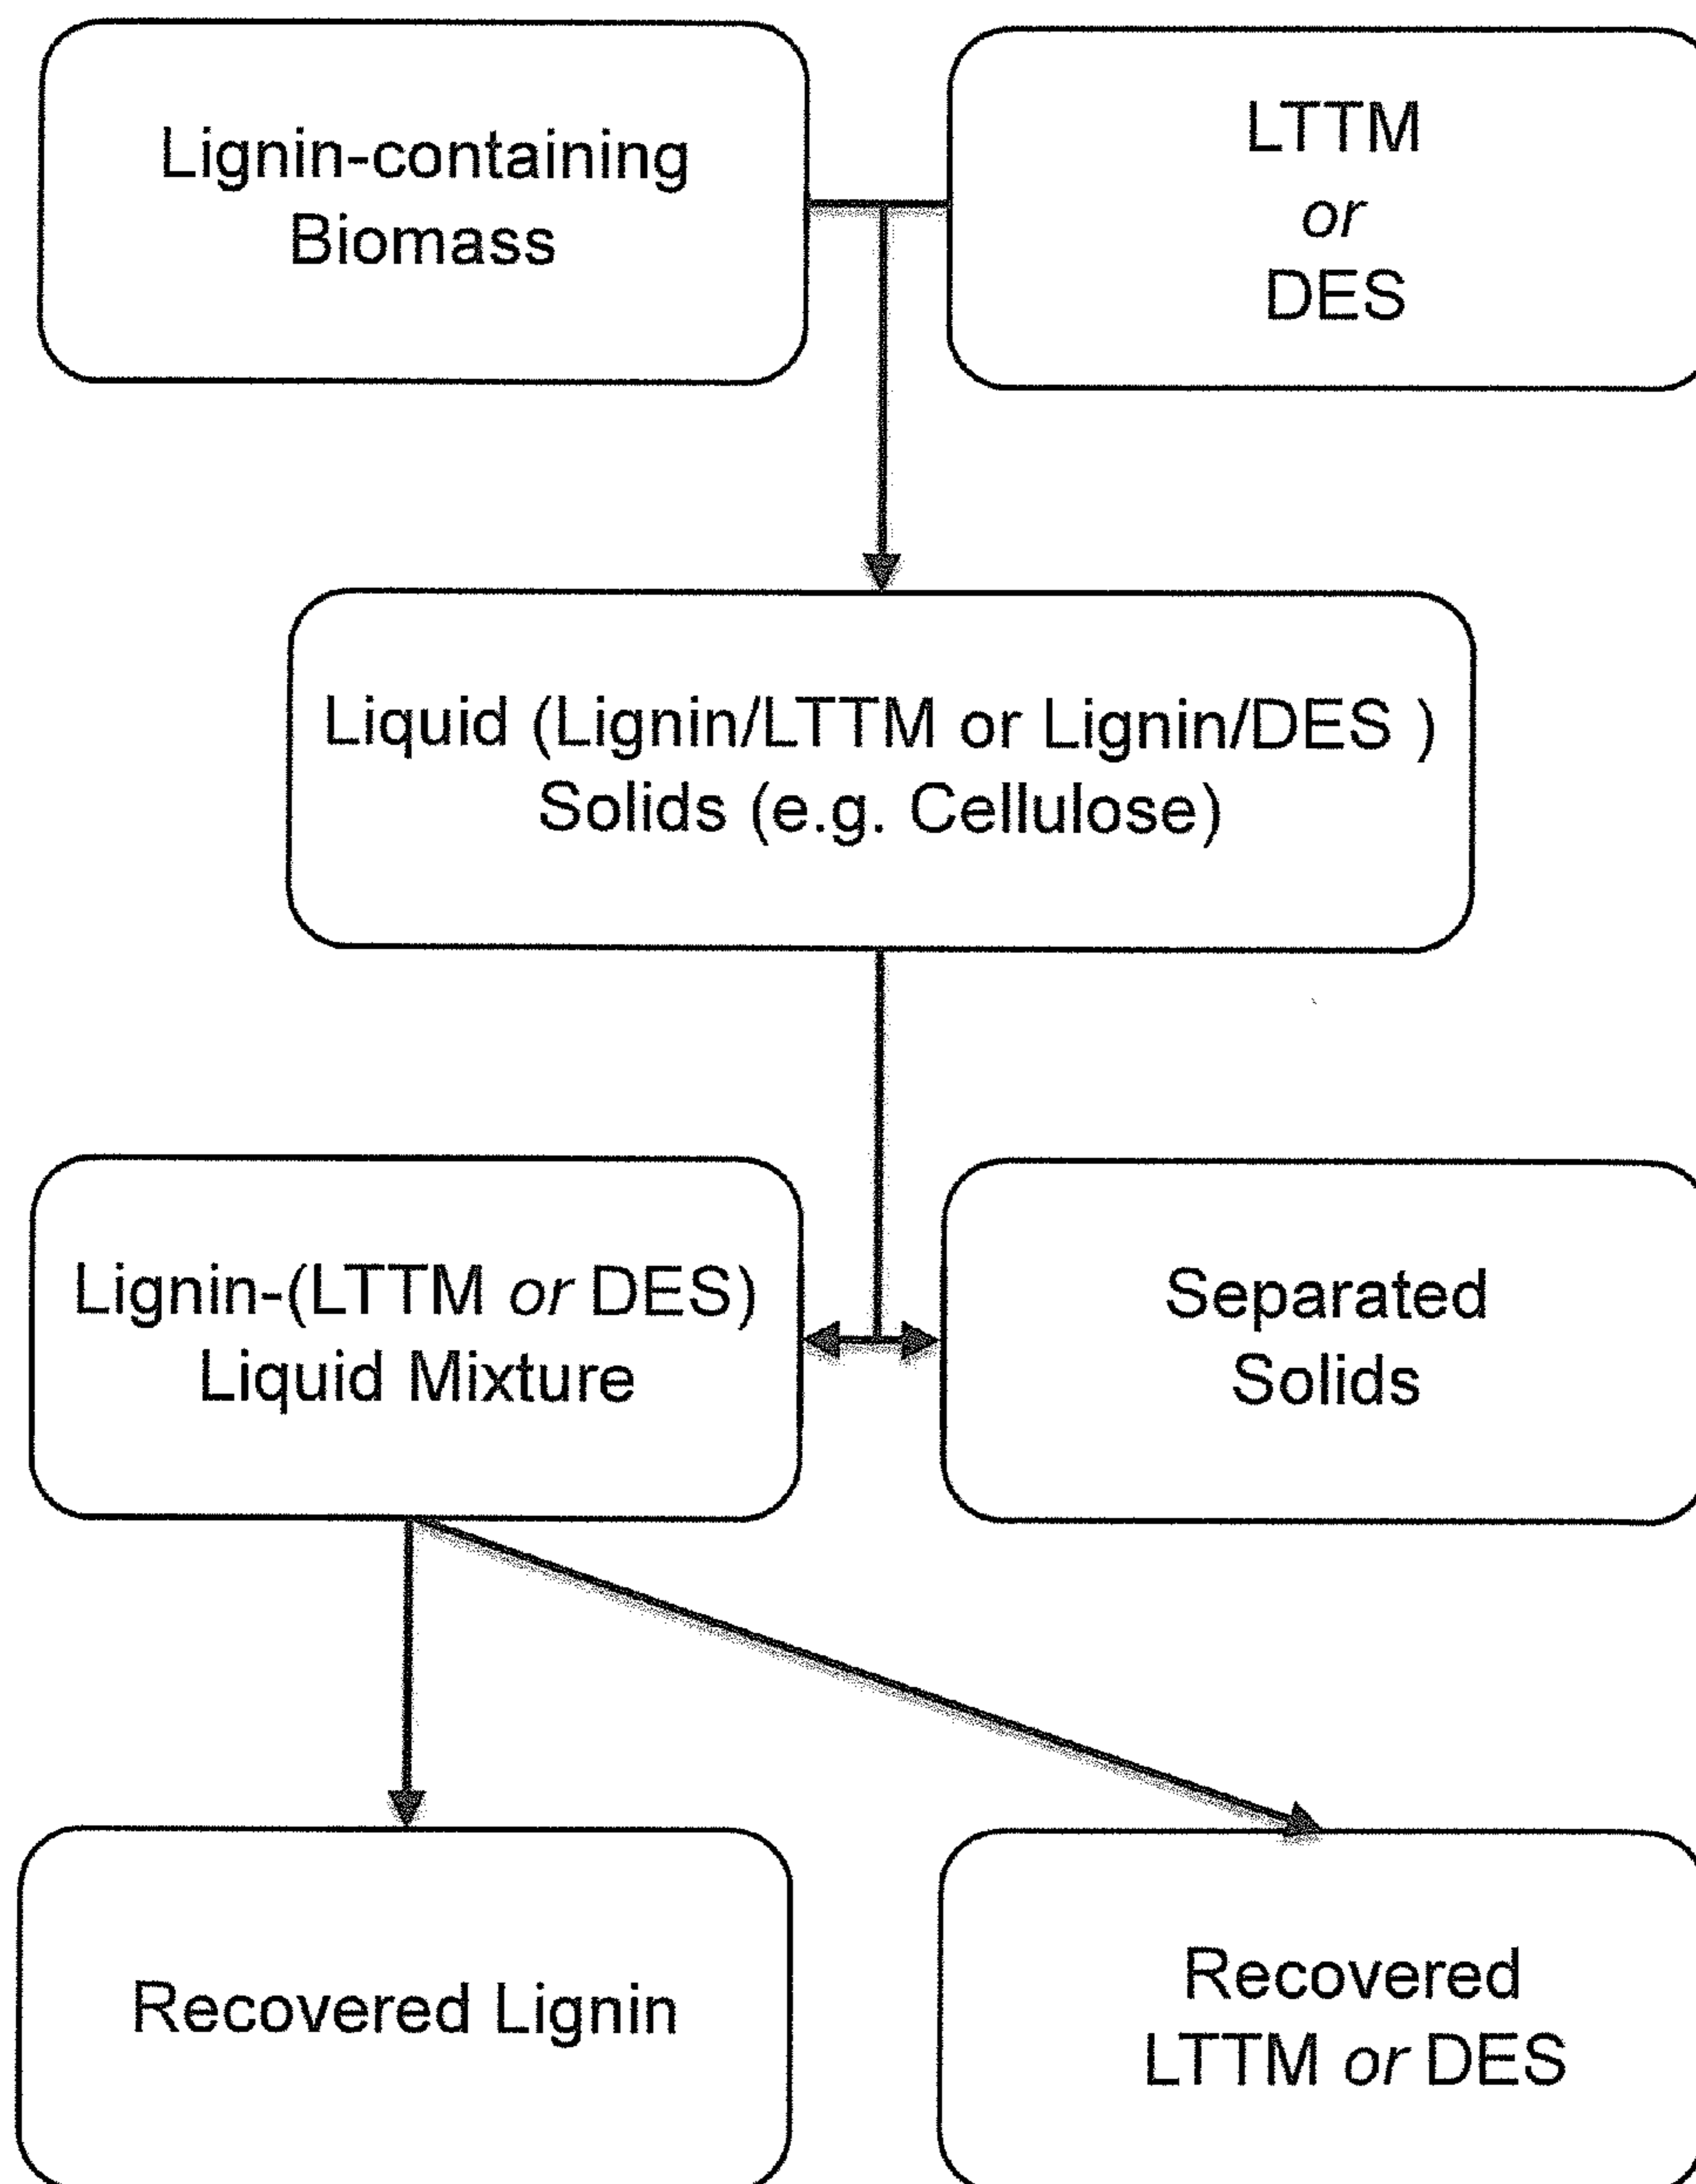 Lignin-containing
Biomass
LTTM
or
DES
Liquid (Lignin/LTTM or Lignin/DES )
Solids (e.g. Cellulose)
Lignin-(LTTM or DES)
Liquid Mixture
Separated
Solids
Recovered Lignin
Recovered
LTTM or DES